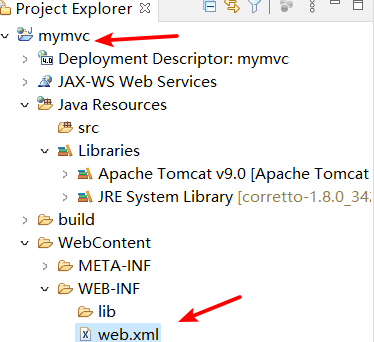 Project Explorer
mymvc
Deployment Descriptor: mymvc
JAX-WS Web Services
Java Resources
src
Libraries
Apache Tomcat v9.0 [Apache Tomcat
JRE System Library [corretto-1.8.0_342
build
WebContent
META-INF
WEB-INF
lib
web.xml